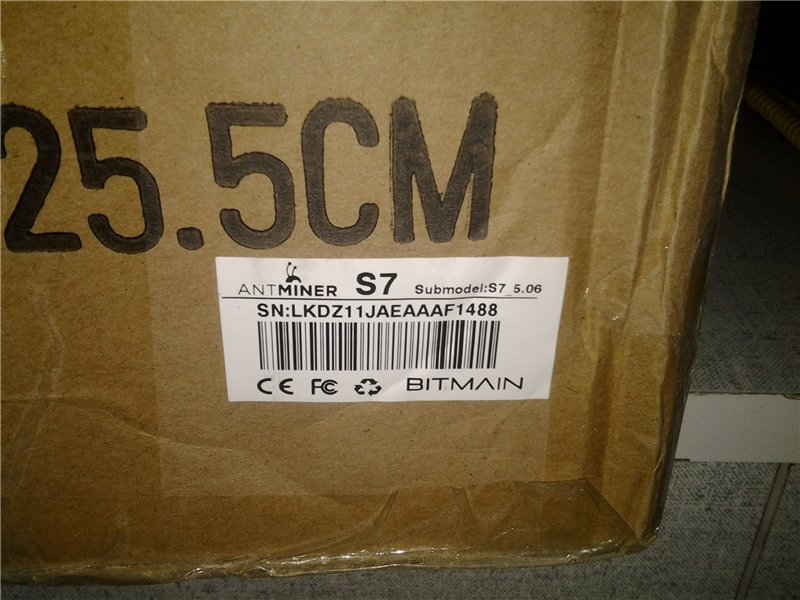 25.5CM
ANTMINER S7 Submodel:S7_5.06
SN:LKDZ11JAEAAAF1488
CE FC BITMAIN